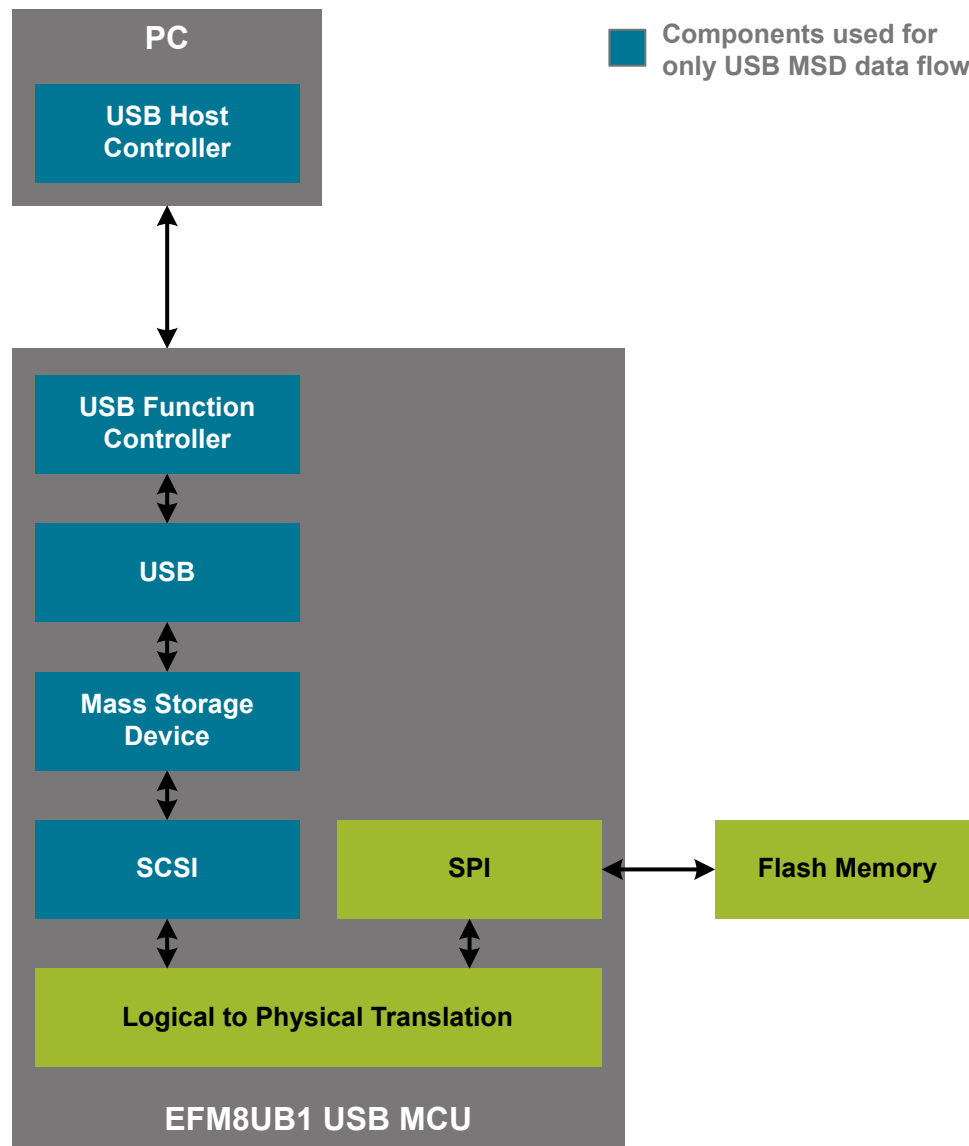 PC
Components used for
only USB MSD data flow
USB Host
Controller
USB Function
Controller
USB
Mass Storage
Device
SCSI
SPI
Flash Memory
Logical to Physical Translation
EFM8UB1 USB MCU